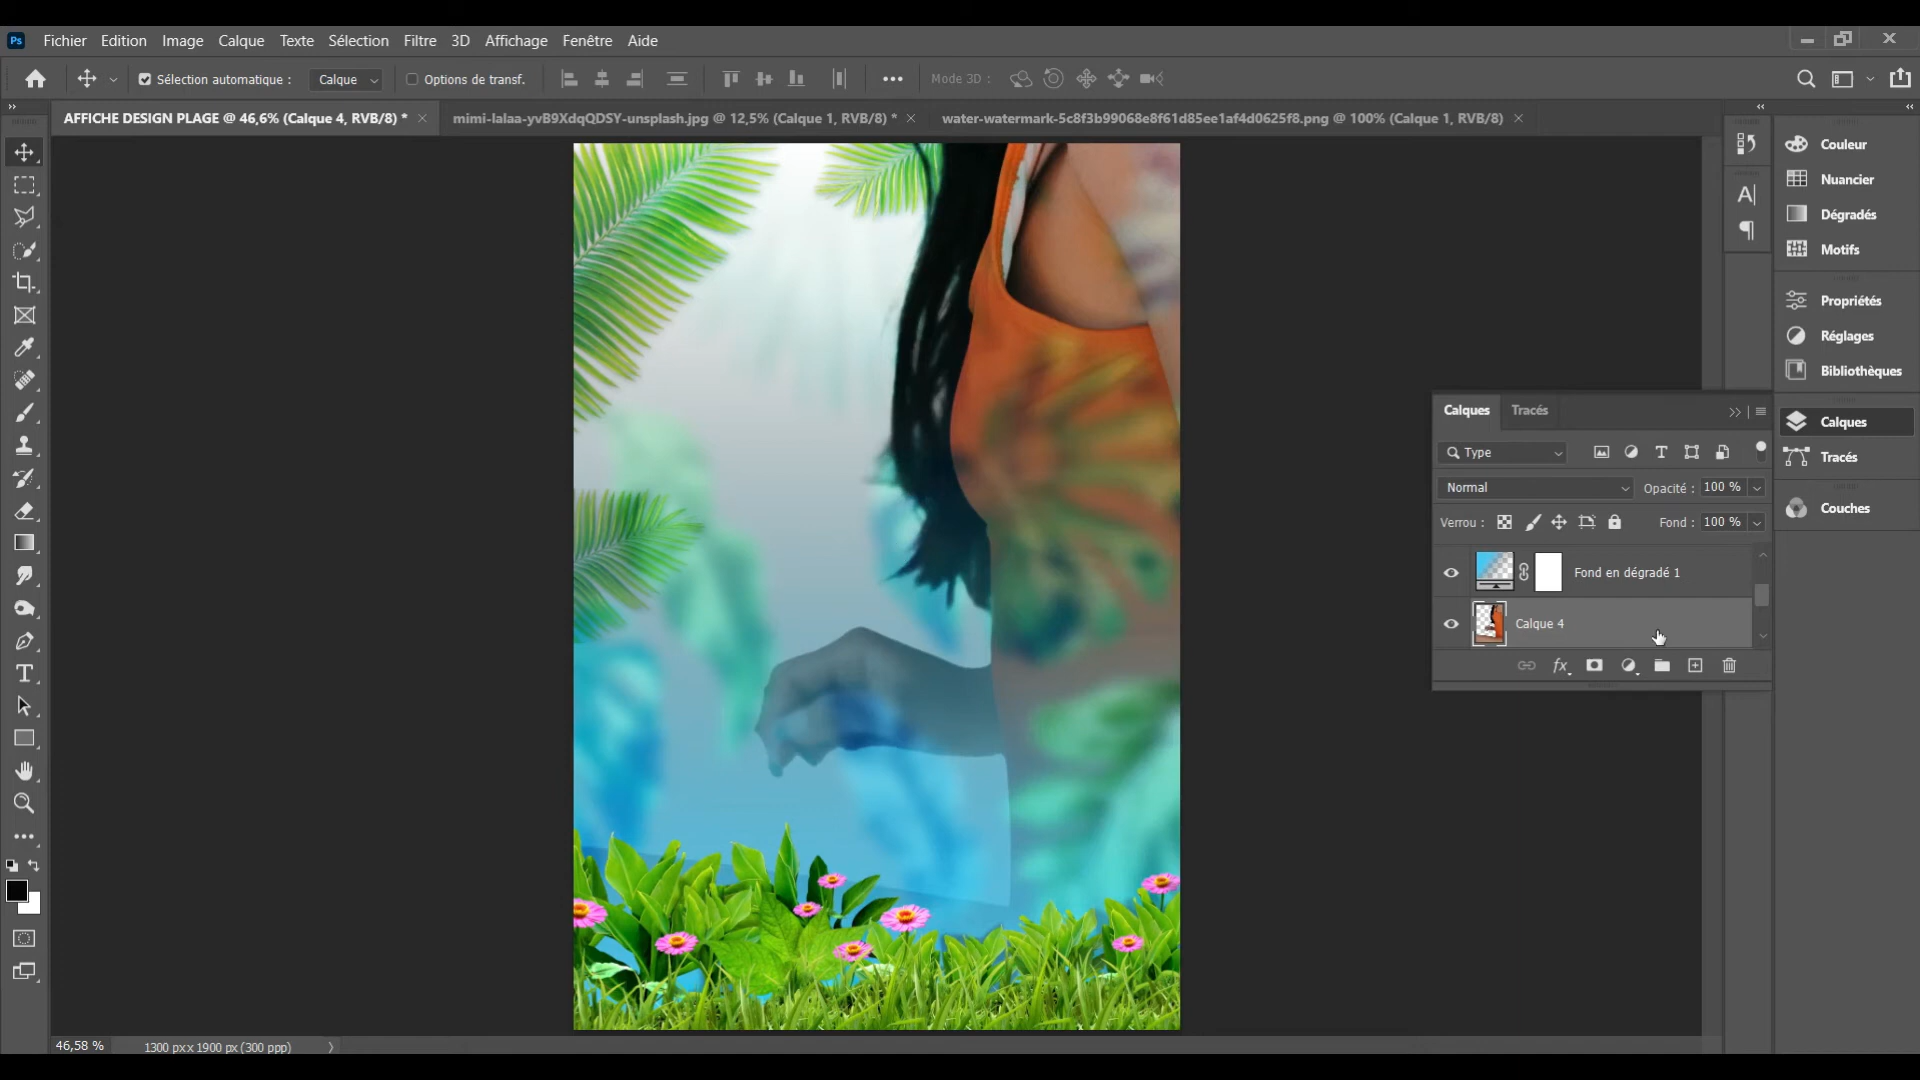 Ps Fichier Edition Image Calque Texte Sélection Filtre 3D Affichage Fenêtre Aide
Sélection automatique : Calque Options de transf. Mode 3D :
AFFICHE DESIGN PLAGE @ 46,6% (Calque 4, RVB/8) * mimi-lalaa-yvB9XdqQDSY-unsplash.jpg @ 12,5% (Calque 1, RVB/8) * water-watermark-5c8f3b99068e8f61d85ee1af4d0625f8.png @ 100% (Calque 1, RVB/8)
Couleur
Nuancier
Dégradés
Motifs
Propriétés
Réglages
Bibliothèques
Calques
Tracés
Couches
Calques Tracés
Type
Normal Opacité : 100 %
Verrou : Fond : 100 %
Fond en dégradé 1
Calque 4
fx
46,58 % 1300 px x 1900 px (300 ppp)